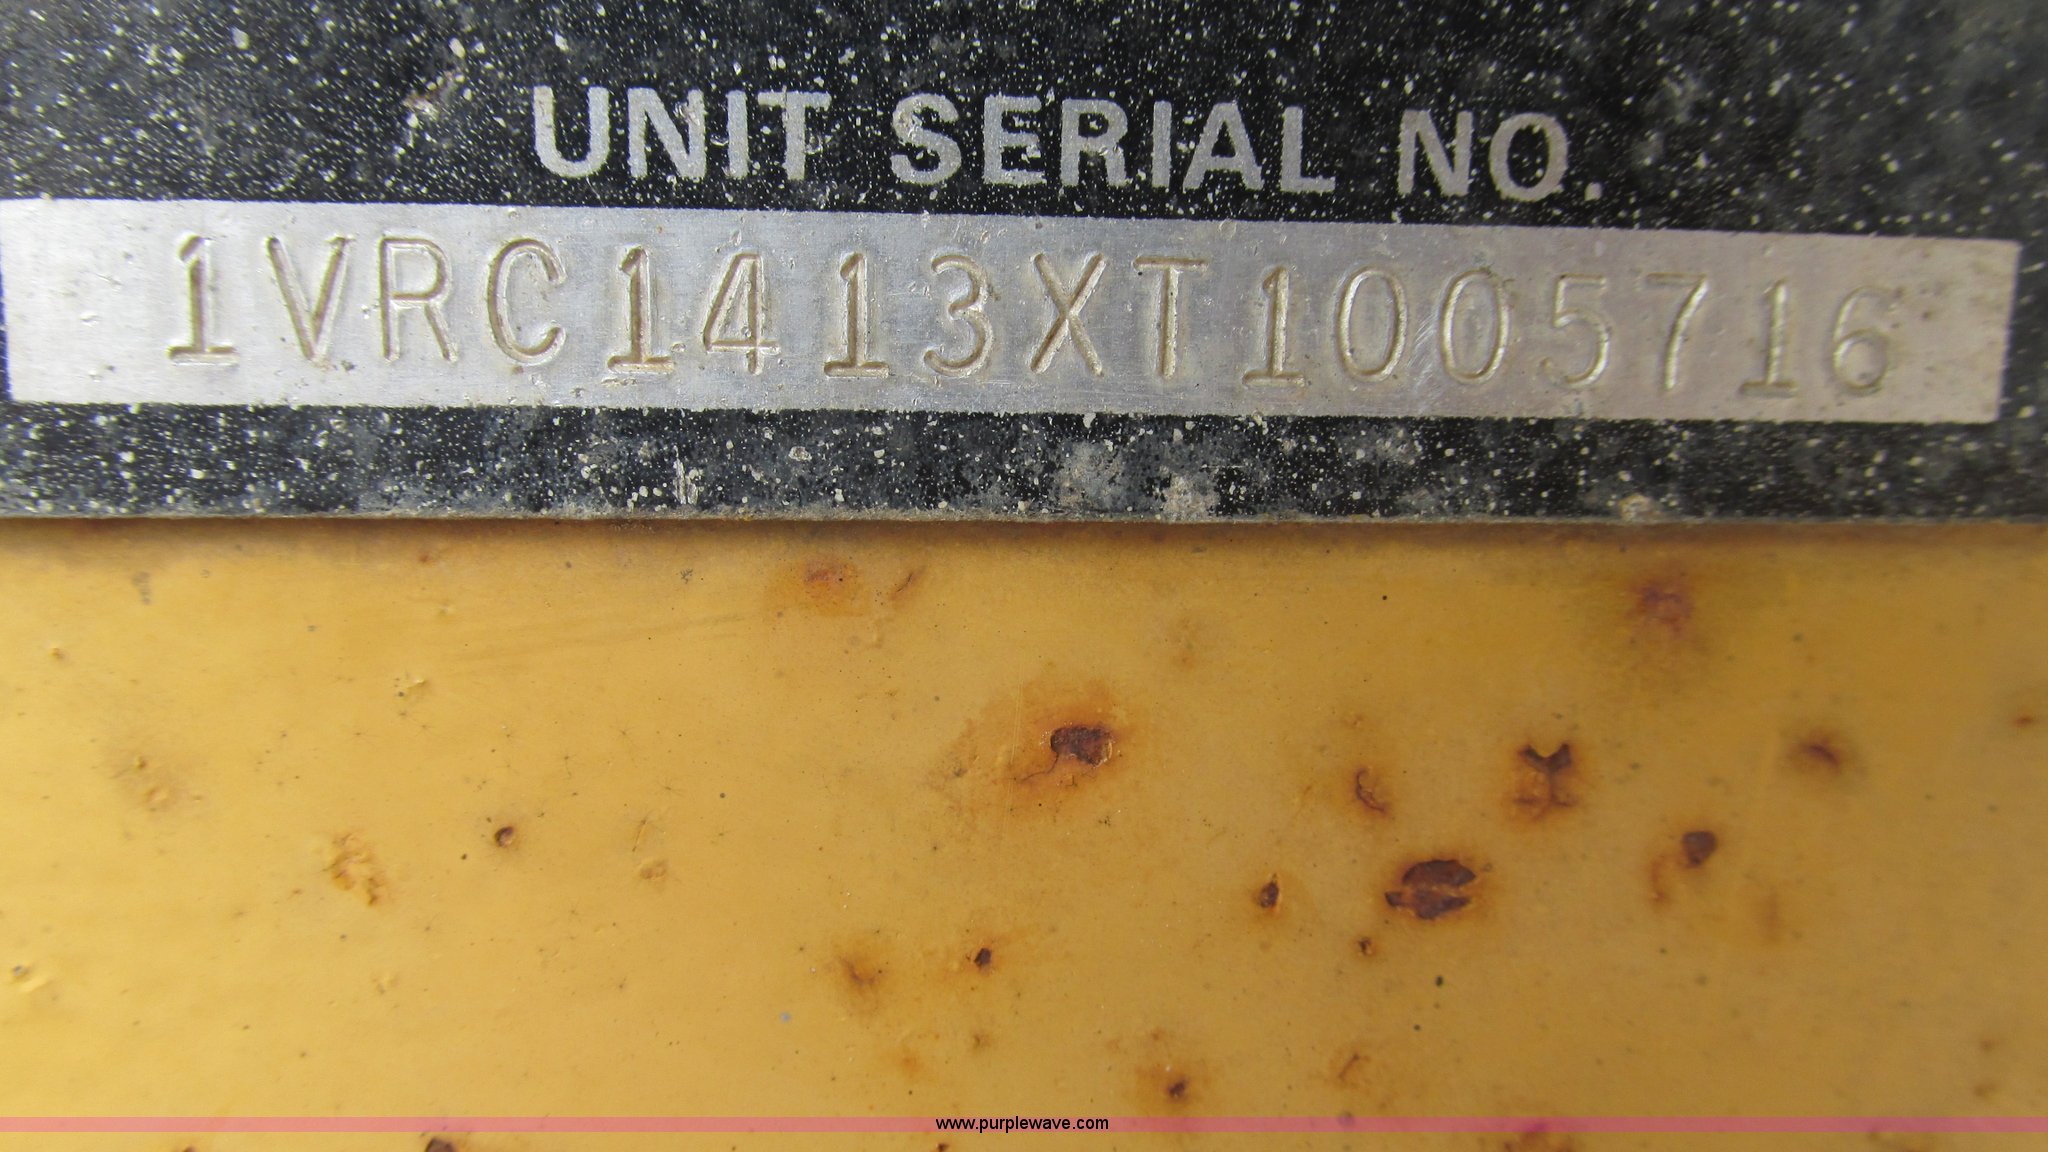 UNIT SERIAL NO.
1VRC1413XT1005716
www.purplewave.com